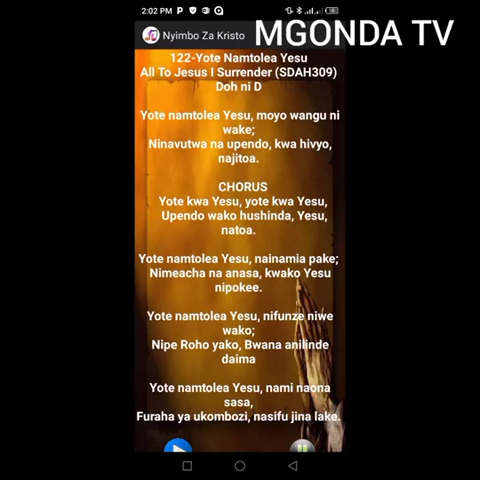 2:02 PM
Nyimbo Za Kristo
MGONDA TV
122-Yote Namtolea Yesu
All To Jesus I Surrender (SDAH309)
Doh ni D
Yote namtolea Yesu, moyo wangu ni
wake;
Ninavutwa na upendo, kwa hivyo,
najitoa.
CHORUS
Yote kwa Yesu, yote kwa Yesu,
Upendo wako hushinda, Yesu,
natoa.
Yote namtolea Yesu, nainamia pake;
Nimeacha na anasa, kwako Yesu
nipokee.
Yote namtolea Yesu, nifunze niwe
wako;
Nipe Roho yako, Bwana anilinde
daima
Yote namtolea Yesu, nami naona
sasa,
Furaha ya ukombozi, nasifu jina lake.